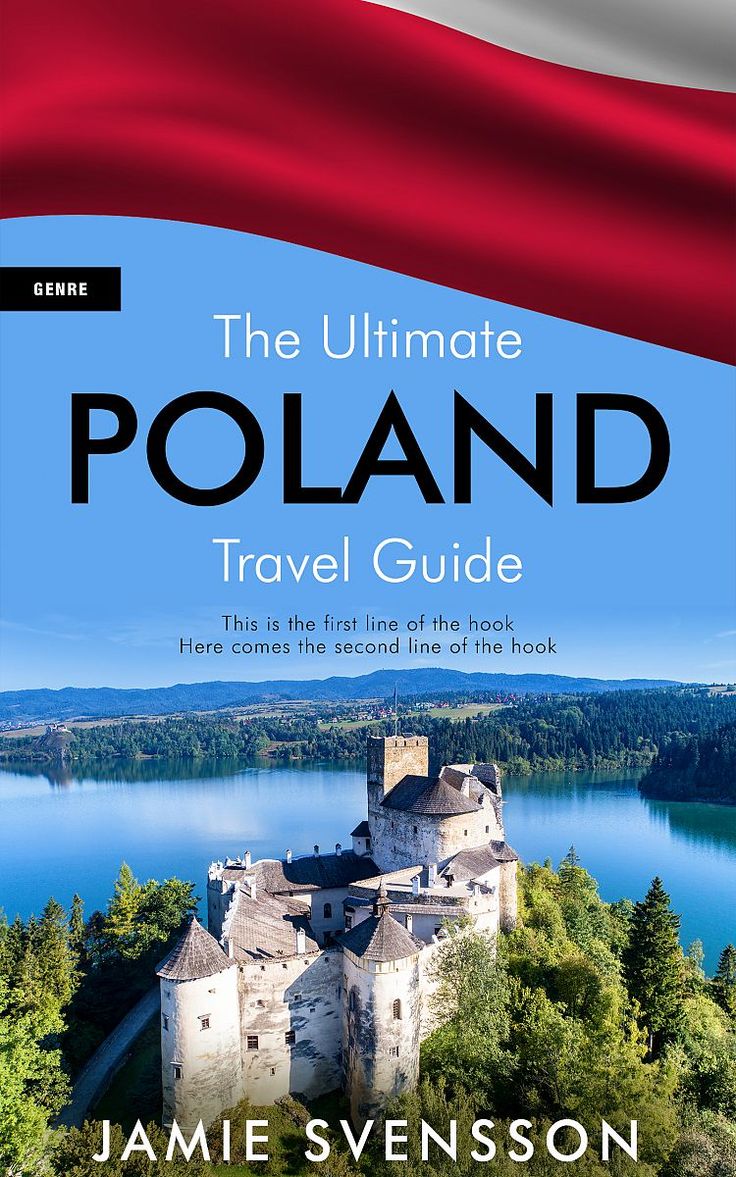 GENRE
The Ultimate
POLAND
Travel Guide
This is the first line of the hook
Here comes the second line of the hook
JAMIE SVENSSON